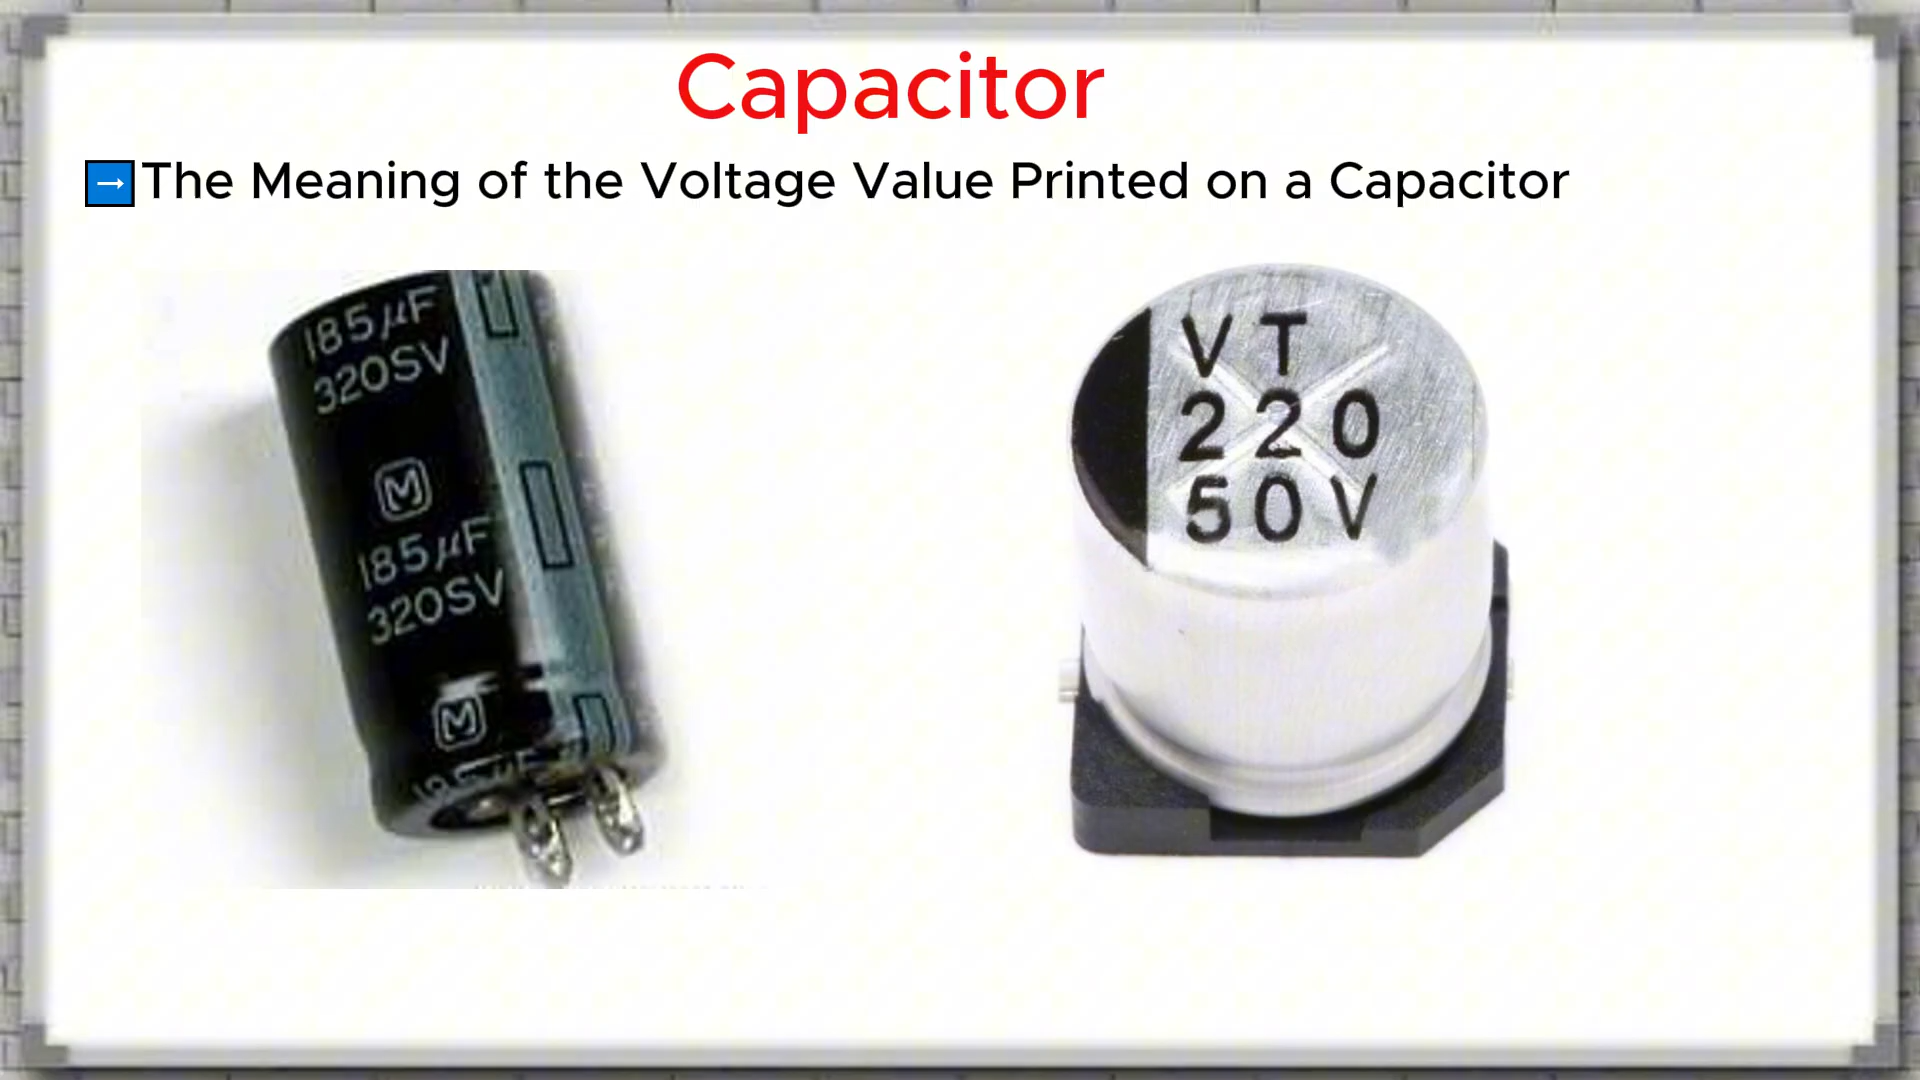 Capacitor
→ The Meaning of the Voltage Value Printed on a Capacitor
185µF
320SV
M
185µF
320SV
M
VT
220
50V